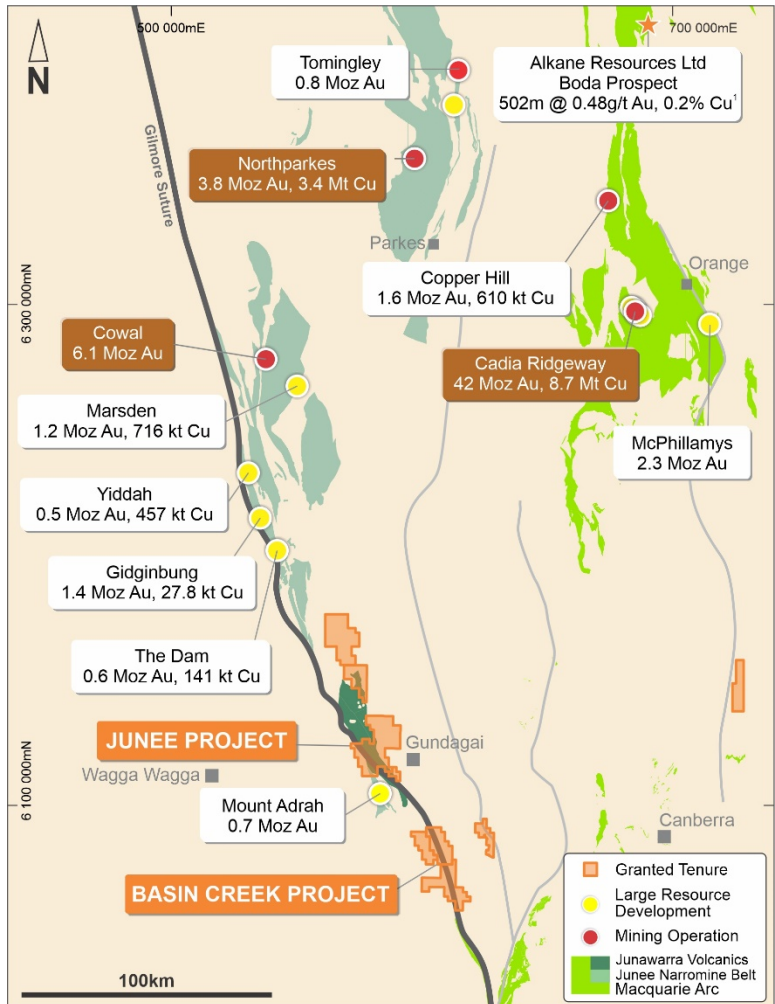 500 000mE
700 000mE
N
Tomingley
0.8 Moz Au
Alkane Resources Ltd
Boda Prospect
502m @ 0.48g/t Au, 0.2% Cu¹
Gilmore Suture
Northparkes
3.8 Moz Au, 3.4 Mt Cu
Parkes
Orange
Copper Hill
1.6 Moz Au, 610 kt Cu
6 300 000mN
Cowal
6.1 Moz Au
Cadia Ridgeway
42 Moz Au, 8.7 Mt Cu
Marsden
1.2 Moz Au, 716 kt Cu
McPhillamys
2.3 Moz Au
Yiddah
0.5 Moz Au, 457 kt Cu
Gidginbung
1.4 Moz Au, 27.8 kt Cu
The Dam
0.6 Moz Au, 141 kt Cu
JUNEE PROJECT
Gundagai
Wagga Wagga
Mount Adrah
0.7 Moz Au
6 100 000mN
Canberra
BASIN CREEK PROJECT
Granted Tenure
Large Resource
Development
Mining Operation
Junawarra Volcanics
Junee Narromine Belt
Macquarie Arc
100km